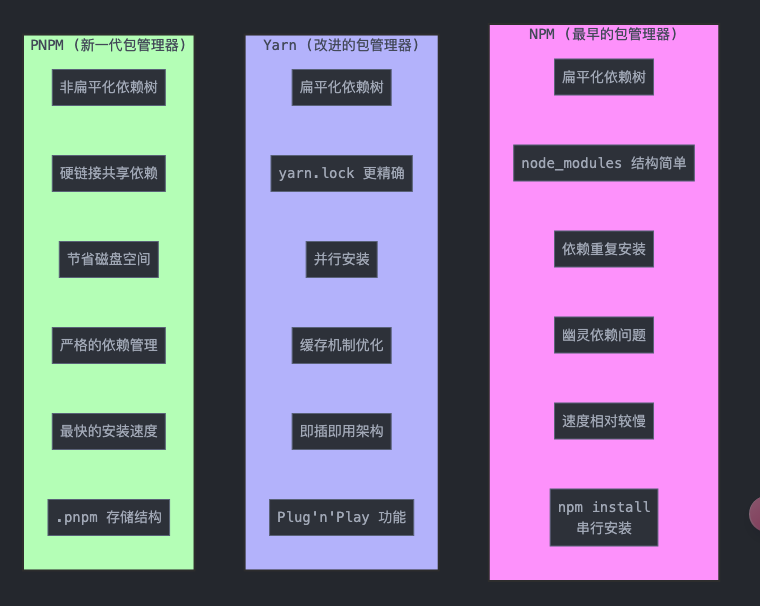 PNPM (新一代包管理器)
非扁平化依赖树
硬链接共享依赖
节省磁盘空间
严格的依赖管理
最快的安装速度
.pnpm 存储结构
Yarn (改进的包管理器)
扁平化依赖树
yarn.lock 更精确
并行安装
缓存机制优化
即插即用架构
Plug'n'Play 功能
NPM (最早的包管理器)
扁平化依赖树
node_modules 结构简单
依赖重复安装
幽灵依赖问题
速度相对较慢
npm install
串行安装